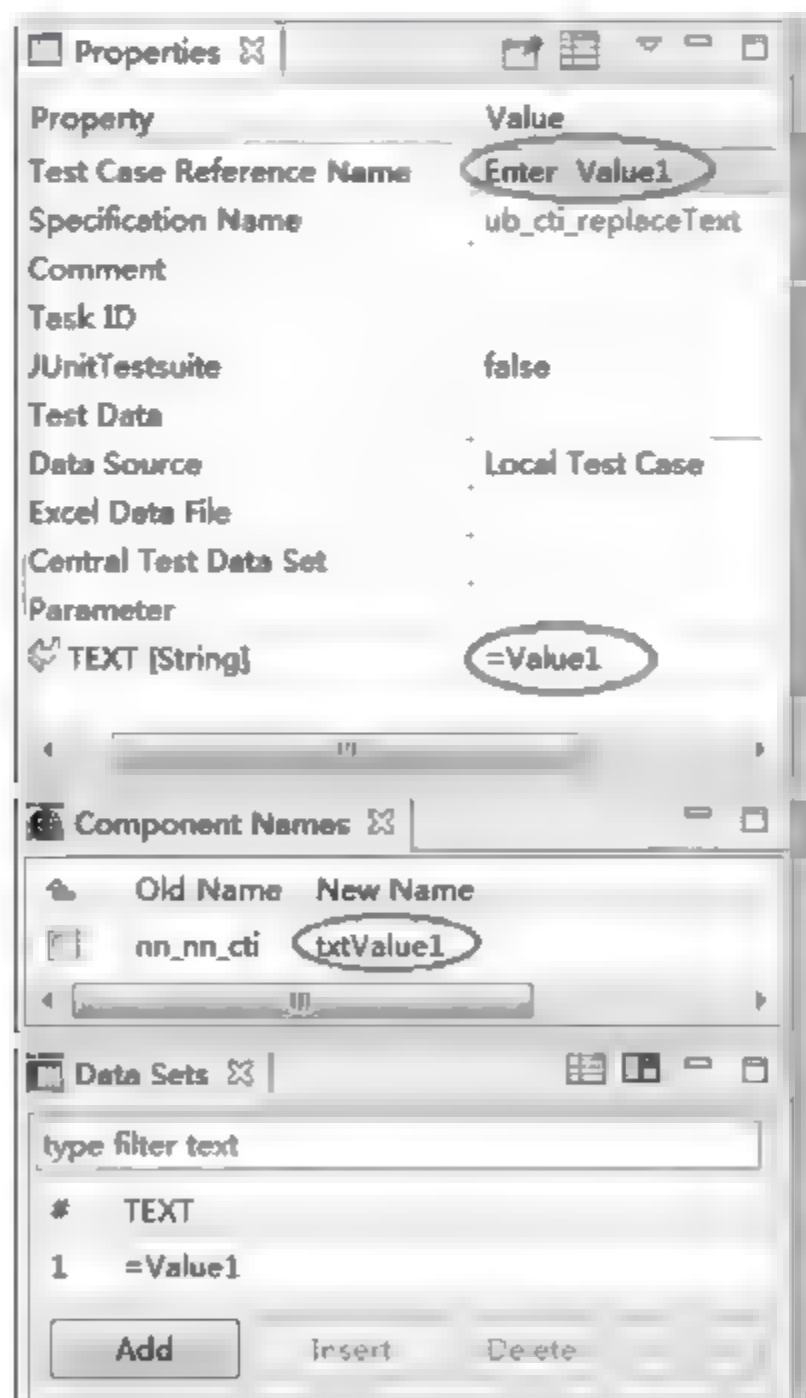 Properties
Property Value
Test Case Reference Name Enter Value1
Specification Name ub_cti_replaceText
Comment
Task ID
JUnitTestsuite false
Test Data
Data Source Local Test Case
Excel Data File
Central Test Data Set
Parameter
TEXT [String] =Value1
Component Names
Old Name New Name
nn_nn_cti txtValue1
Data Sets
type filter text
# TEXT
1 =Value1
Add Insert Delete